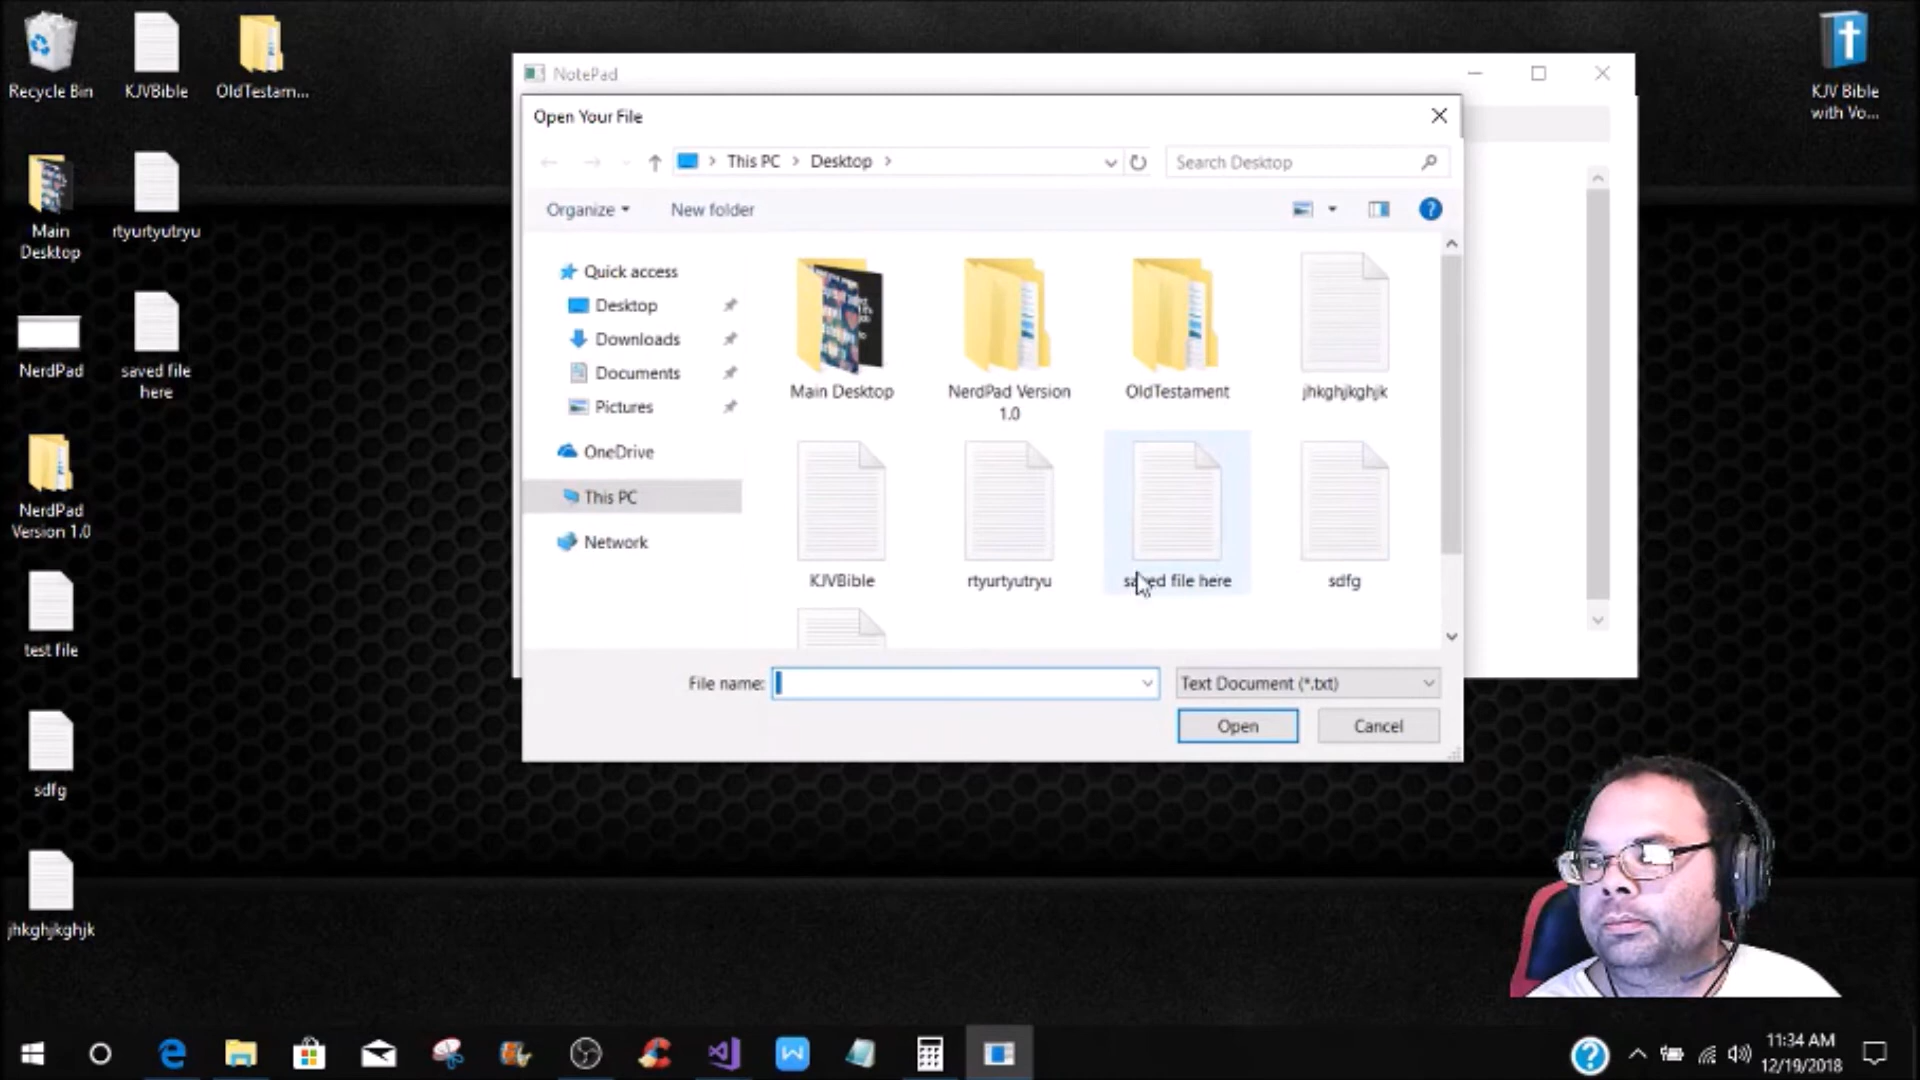 Recycle Bin
KJVBible
OldTestam...
Main
Desktop
rtyurtyutryu
NerdPad
saved file
here
NerdPad
Version 1.0
test file
sdfg
jhkghjkghjk
KJV Bible
with Vo...
NotePad
Open Your File
This PC
Desktop
Search Desktop
Organize
New folder
Quick access
Desktop
Downloads
Documents
Pictures
OneDrive
This PC
Network
Main Desktop
NerdPad Version
1.0
OldTestament
jhkghjkghjk
KJVBible
rtyurtyutryu
saved file here
sdfg
File name:
Text Document (*.txt)
Open
Cancel
11:34 AM
12/19/2018